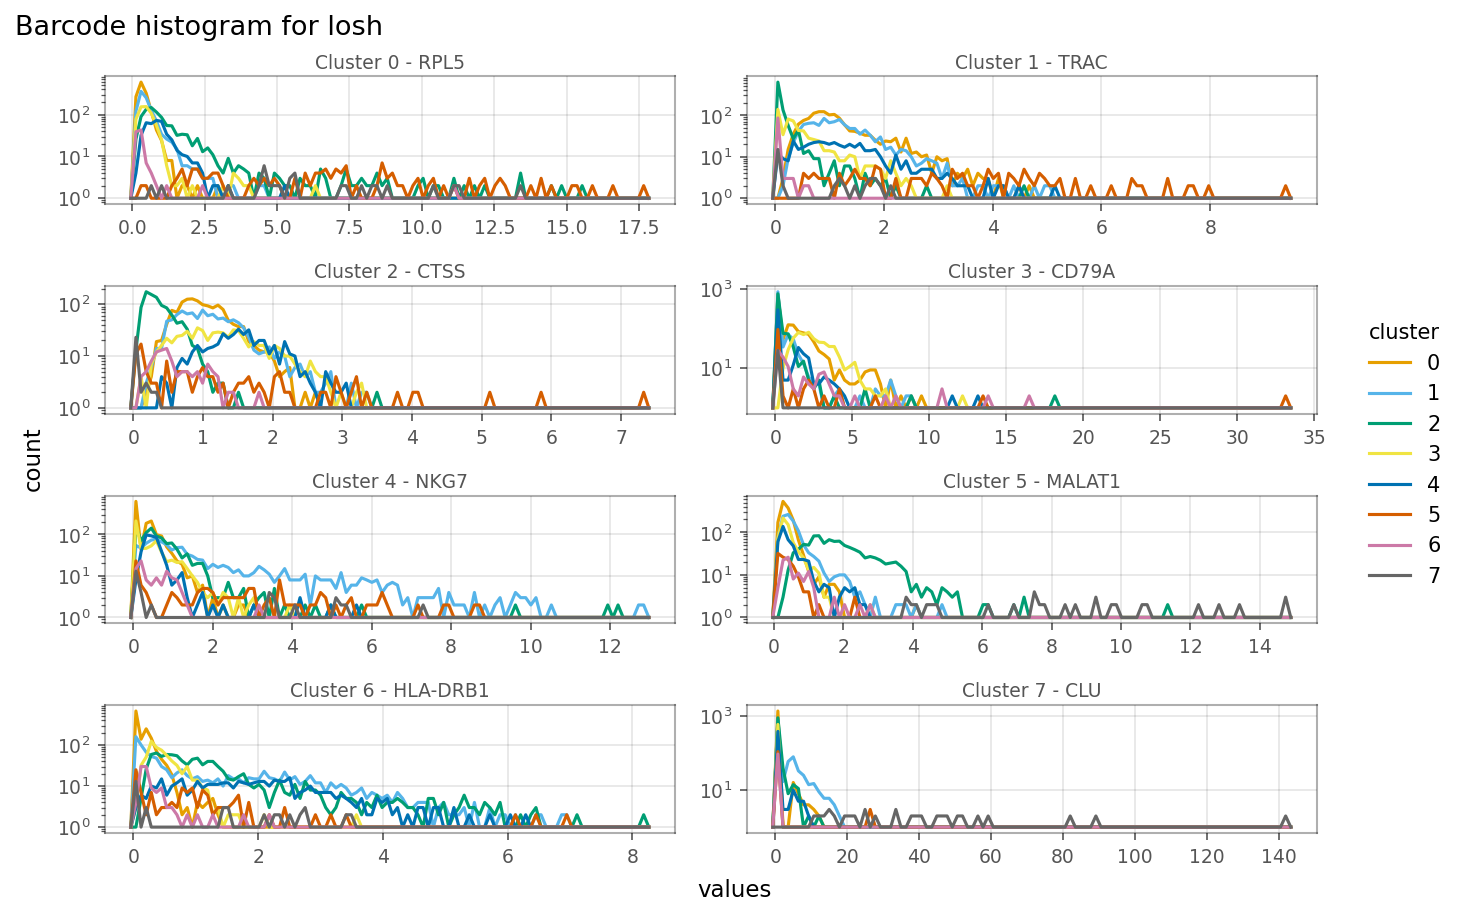 Barcode histogram for losh
Cluster 0 - RPL5
Cluster 1 - TRAC
10²
10¹
10⁰
0.0 2.5 5.0 7.5 10.0 12.5 15.0 17.5
10²
10¹
10⁰
0 2 4 6 8
Cluster 2 - CTSS
Cluster 3 - CD79A
10²
10¹
10⁰
0 1 2 3 4 5 6 7
10³
10¹
0 5 10 15 20 25 30 35
Cluster 4 - NKG7
Cluster 5 - MALAT1
10²
10¹
10⁰
0 2 4 6 8 10 12
10²
10¹
10⁰
0 2 4 6 8 10 12 14
Cluster 6 - HLA-DRB1
Cluster 7 - CLU
10²
10¹
10⁰
0 2 4 6 8
10³
10¹
0 20 40 60 80 100 120 140
count
values
cluster
0
1
2
3
4
5
6
7